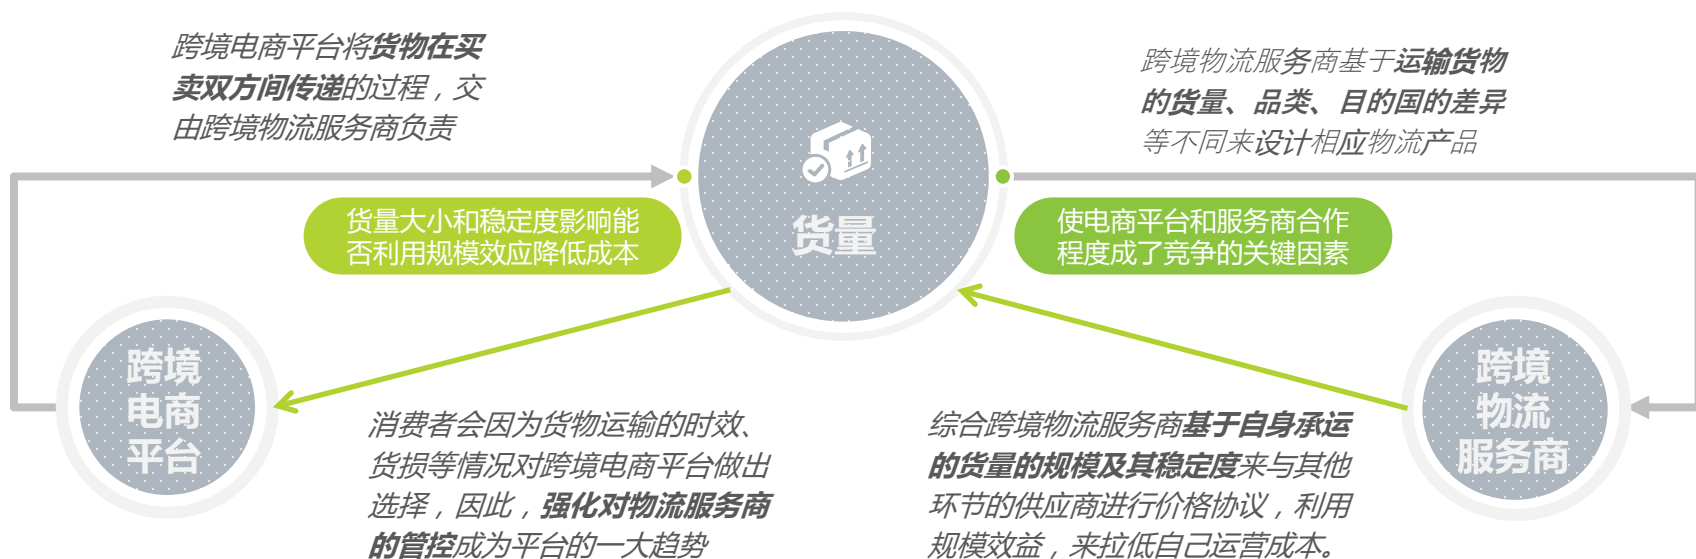 跨境电商平台将货物在买
卖双方间传递的过程，交
由跨境物流服务商负责
跨境物流服务商基于运输货物
的货量、品类、目的国的差异
等不同来设计相应物流产品
货量
货量大小和稳定度影响能
否利用规模效应降低成本
使电商平台和服务商合作
程度成了竞争的关键因素
跨境
电商
平台
跨境
物流
服务商
消费者会因为货物运输的时效、
货损等情况对跨境电商平台做出
选择，因此，强化对物流服务商
的管控成为平台的一大趋势
综合跨境物流服务商基于自身承运
的货量的规模及其稳定度来与其他
环节的供应商进行价格协议，利用
规模效益，来拉低自己运营成本。